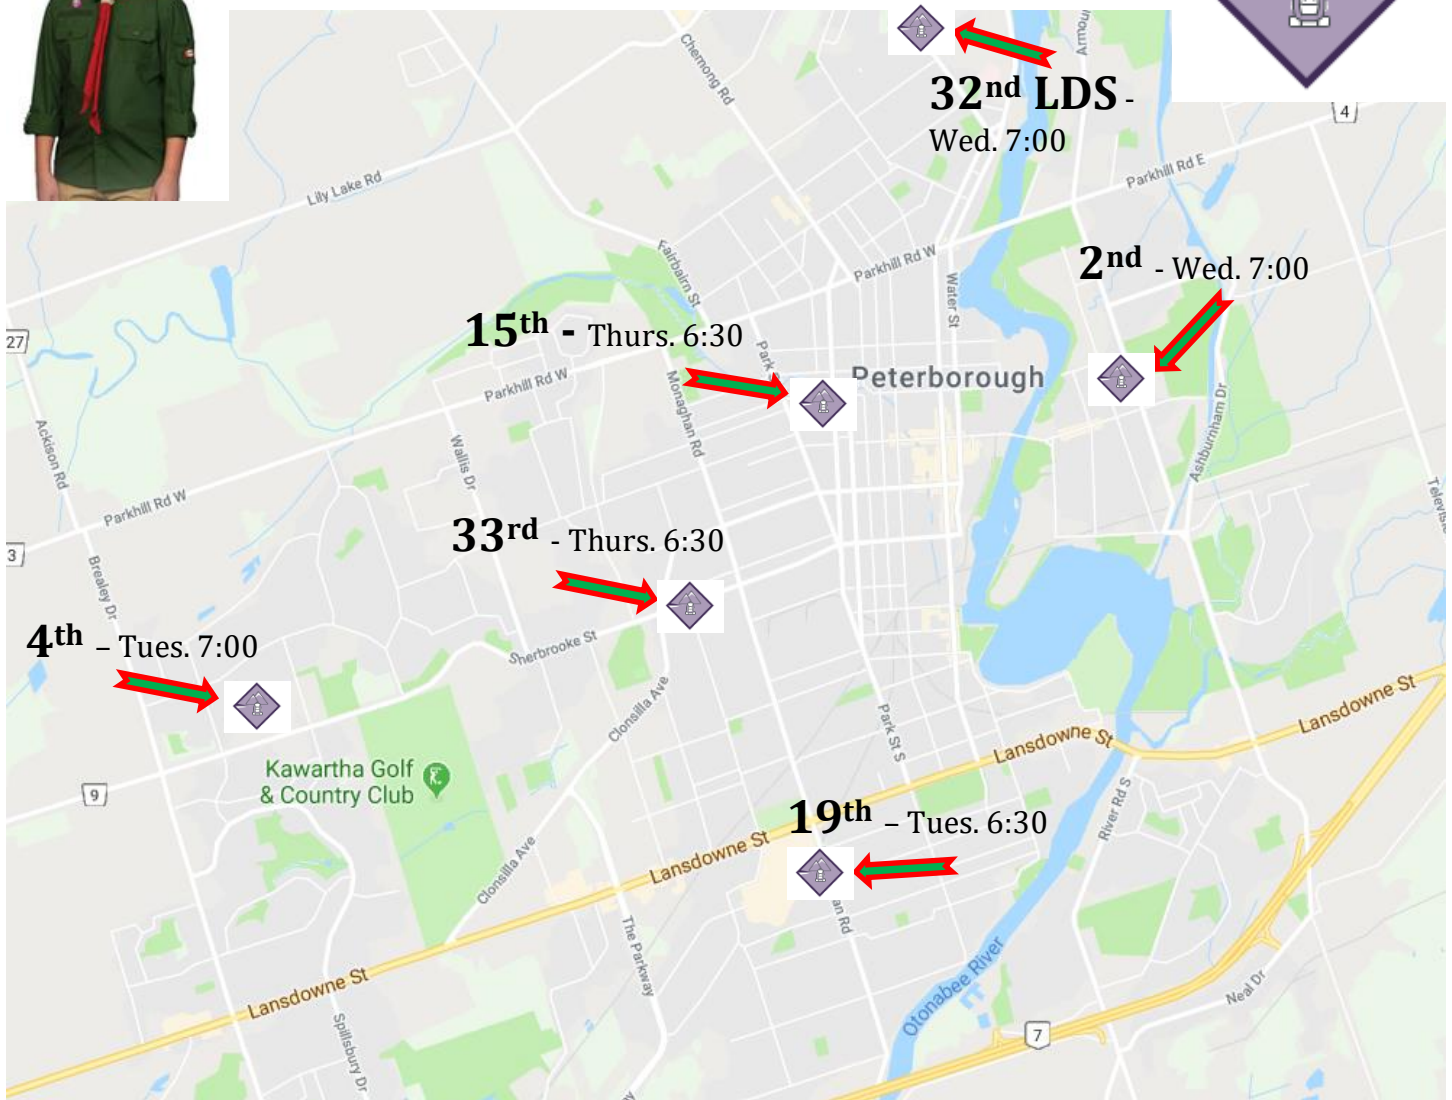 Chemong Rd
32nd LDS -
Wed. 7:00
4
Lily Lake Rd
Parkhill Rd E
Fairbairn St
Parkhill Rd W
Water St
2nd - Wed. 7:00
27
15th - Thurs. 6:30
Parkhill Rd W
Monaghan Rd
Peterborough
Ackison Rd
Wallis Dr
Ashburnham Dr
Parkhill Rd W
33rd - Thurs. 6:30
3
Brealey Dr
4th – Tues. 7:00
Sherbrooke St
Clonsilla Ave
Park St S
Lansdowne St
Lansdowne St
Kawartha Golf
& Country Club
9
River Rd S
19th – Tues. 6:30
Lansdowne St
Clonsilla Ave
The Parkway
Otonabee River
Neal Dr
Lansdowne St
Spillsbury Dr
7